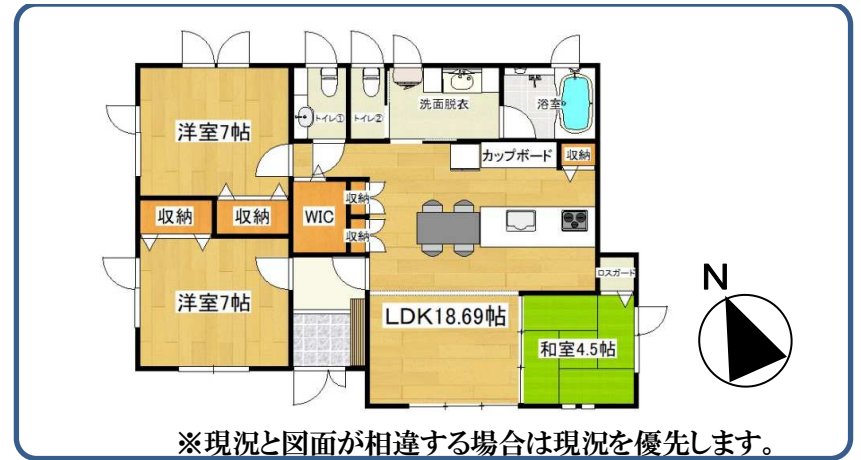 洋室7帖
トイレ①
トイレ②
洗面脱衣
浴室
カップボード
収納
収納
収納
WIC
収納
収納
洋室7帖
LDK18.69帖
ロスガード
和室4.5帖
N
※現況と図面が相違する場合は現況を優先します。